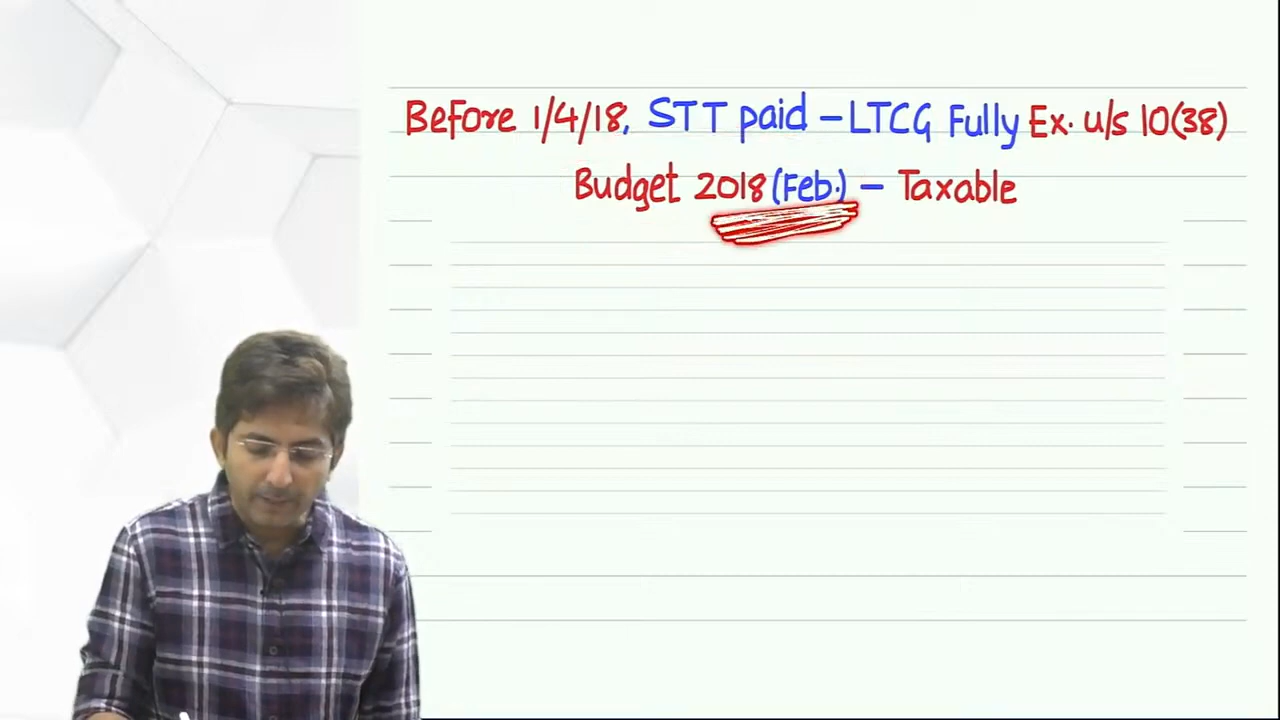 Before 1/4/18, STT paid – LTCG Fully Ex. u/s 10(38)
Budget 2018 (Feb.) – Taxable